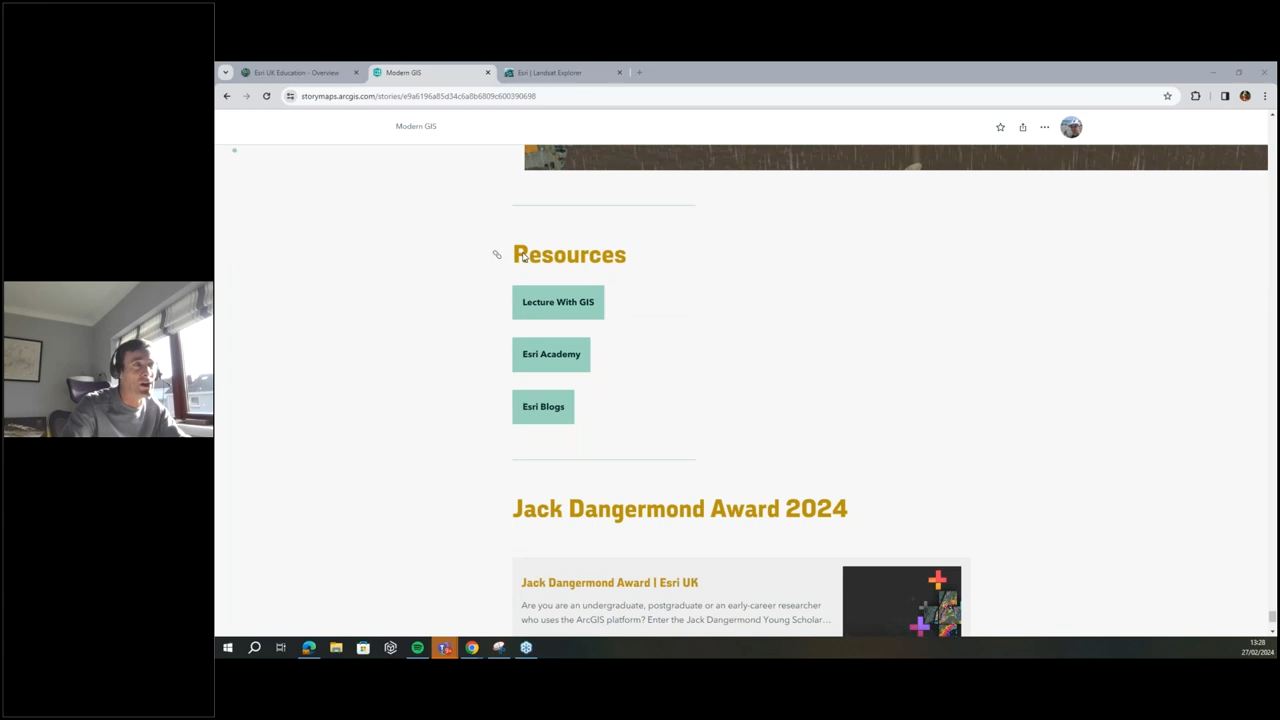 Esri UK Education - Overview
Modern GIS
Esri | Landsat Explorer
storymaps.arcgis.com/stories/e9a6196a85d34c6a8b6809c600390698
Modern GIS
Resources
Lecture With GIS
Esri Academy
Esri Blogs
Jack Dangermond Award 2024
Jack Dangermond Award | Esri UK
Are you are an undergraduate, postgraduate or an early-career researcher
who uses the ArcGIS platform? Enter the Jack Dangermond Young Scholar...
13:28
27/02/2024